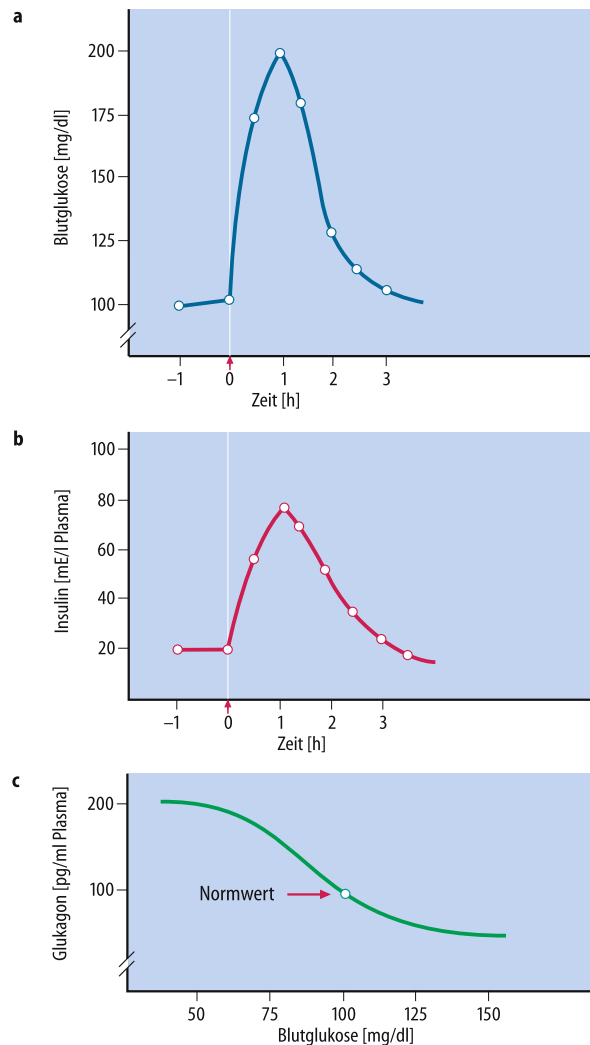 a
Blutglukose [mg/dl]
200
175
150
125
100
–1 0 1 2 3
Zeit [h]
b
Insulin [mE/l Plasma]
100
80
60
40
20
–1 0 1 2 3
Zeit [h]
c
Glukagon [pg/ml Plasma]
200
100
Normwert
50 75 100 125 150
Blutglukose [mg/dl]